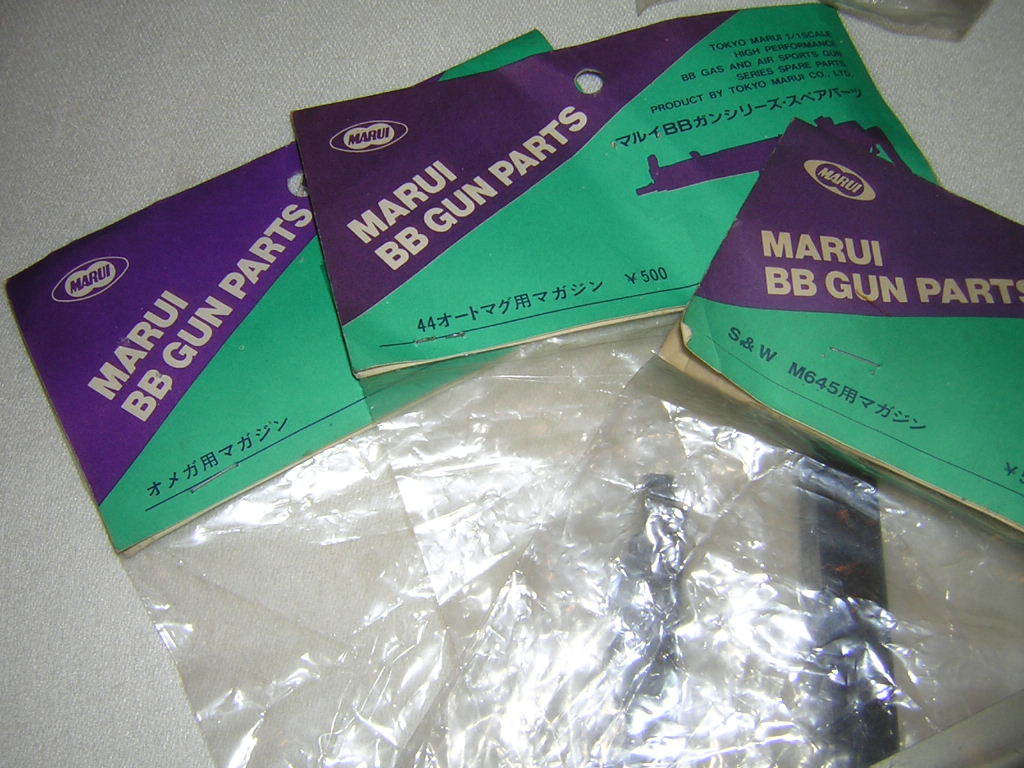 MARUI
MARUI
BB GUN PARTS
オメガ用マガジン
MARUI
MARUI
BB GUN PARTS
TOKYO MARUI 1/1 SCALE
HIGH PERFORMANCE
BB GAS AND AIR SPORTS GUN
SERIES SPARE PARTS
PRODUCT BY TOKYO MARUI CO., LTD.
マルイBBガンシリーズ・スペアパーツ
44オートマグ用マガジン ¥500
MARUI
MARUI
BB GUN PARTS
S&W M645用マガジン